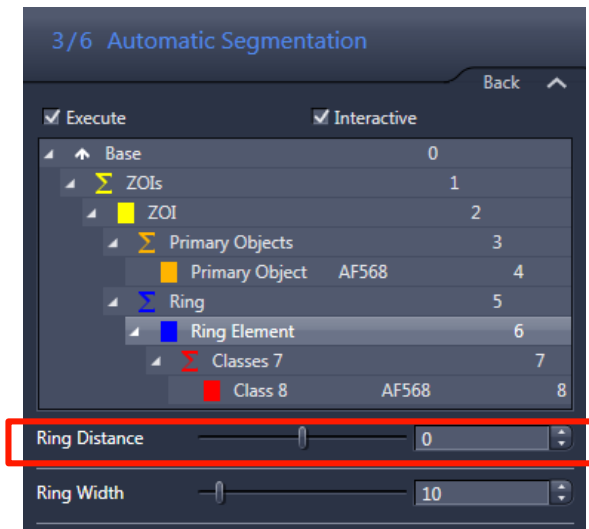 3/6 Automatic Segmentation
Back
Execute Interactive
Base 0
ZOIs 1
ZOI 2
Primary Objects 3
Primary Object AF568 4
Ring 5
Ring Element 6
Classes 7 7
Class 8 AF568 8
Ring Distance 0
Ring Width 10